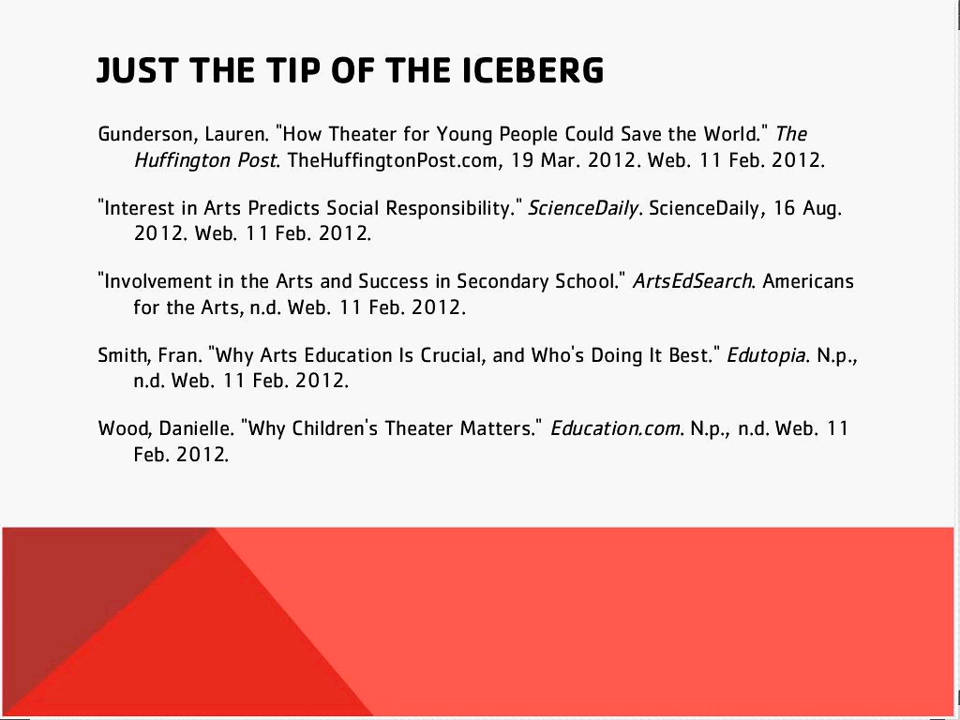 JUST THE TIP OF THE ICEBERG
Gunderson, Lauren. "How Theater for Young People Could Save the World." The
Huffington Post. TheHuffingtonPost.com, 19 Mar. 2012. Web. 11 Feb. 2012.
"Interest in Arts Predicts Social Responsibility." ScienceDaily. ScienceDaily, 16 Aug.
2012. Web. 11 Feb. 2012.
"Involvement in the Arts and Success in Secondary School." ArtsEdSearch. Americans
for the Arts, n.d. Web. 11 Feb. 2012.
Smith, Fran. "Why Arts Education Is Crucial, and Who's Doing It Best." Edutopia. N.p.,
n.d. Web. 11 Feb. 2012.
Wood, Danielle. "Why Children's Theater Matters." Education.com. N.p., n.d. Web. 11
Feb. 2012.